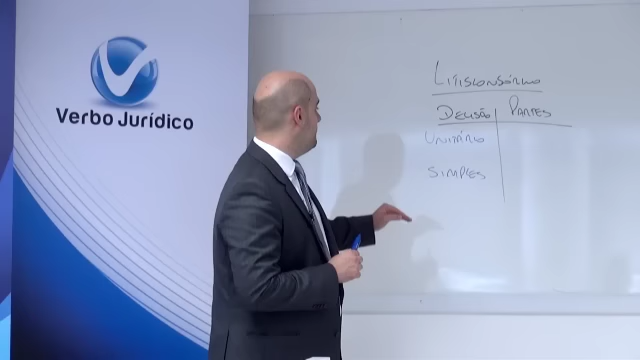 Verbo Jurídico
LITISCONSÓRCIO
DECISÃO PARTES
UNITÁRIO
SIMPLES